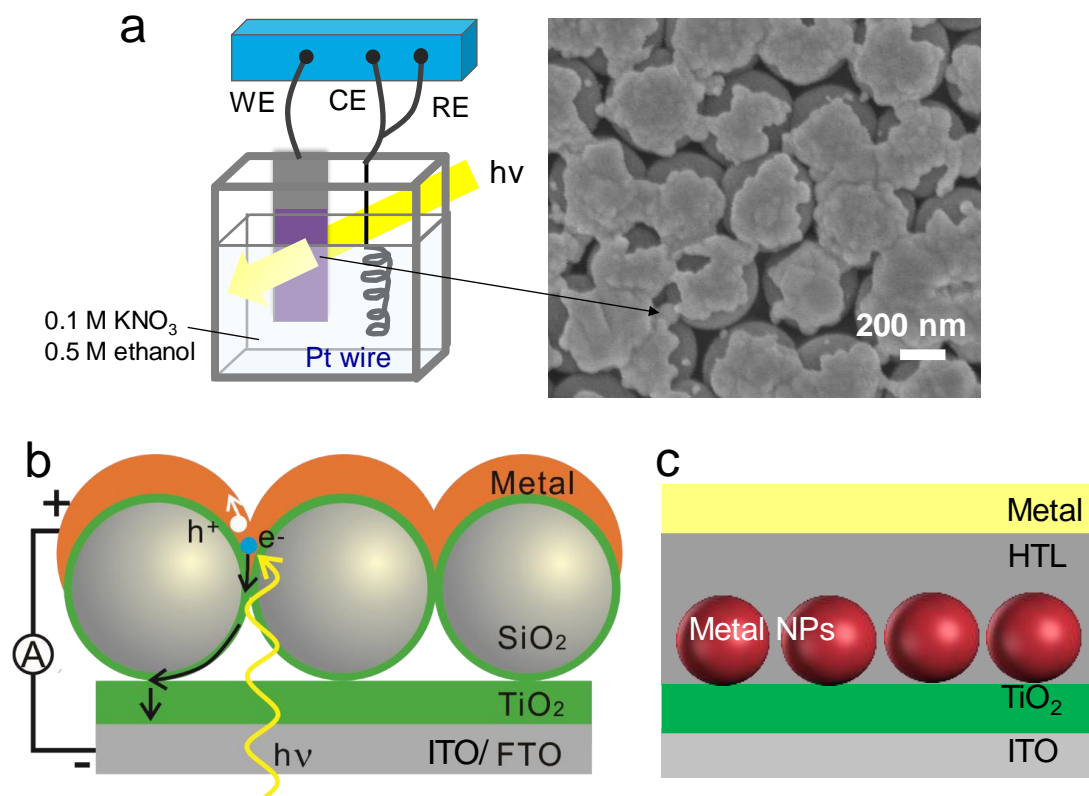 a
WE
CE
RE
hν
0.1 M KNO₃
0.5 M ethanol
Pt wire
200 nm
b
+
Metal
h⁺
e-
A
SiO₂
TiO₂
hν
ITO/ FTO
-
c
Metal
HTL
Metal NPs
TiO₂
ITO